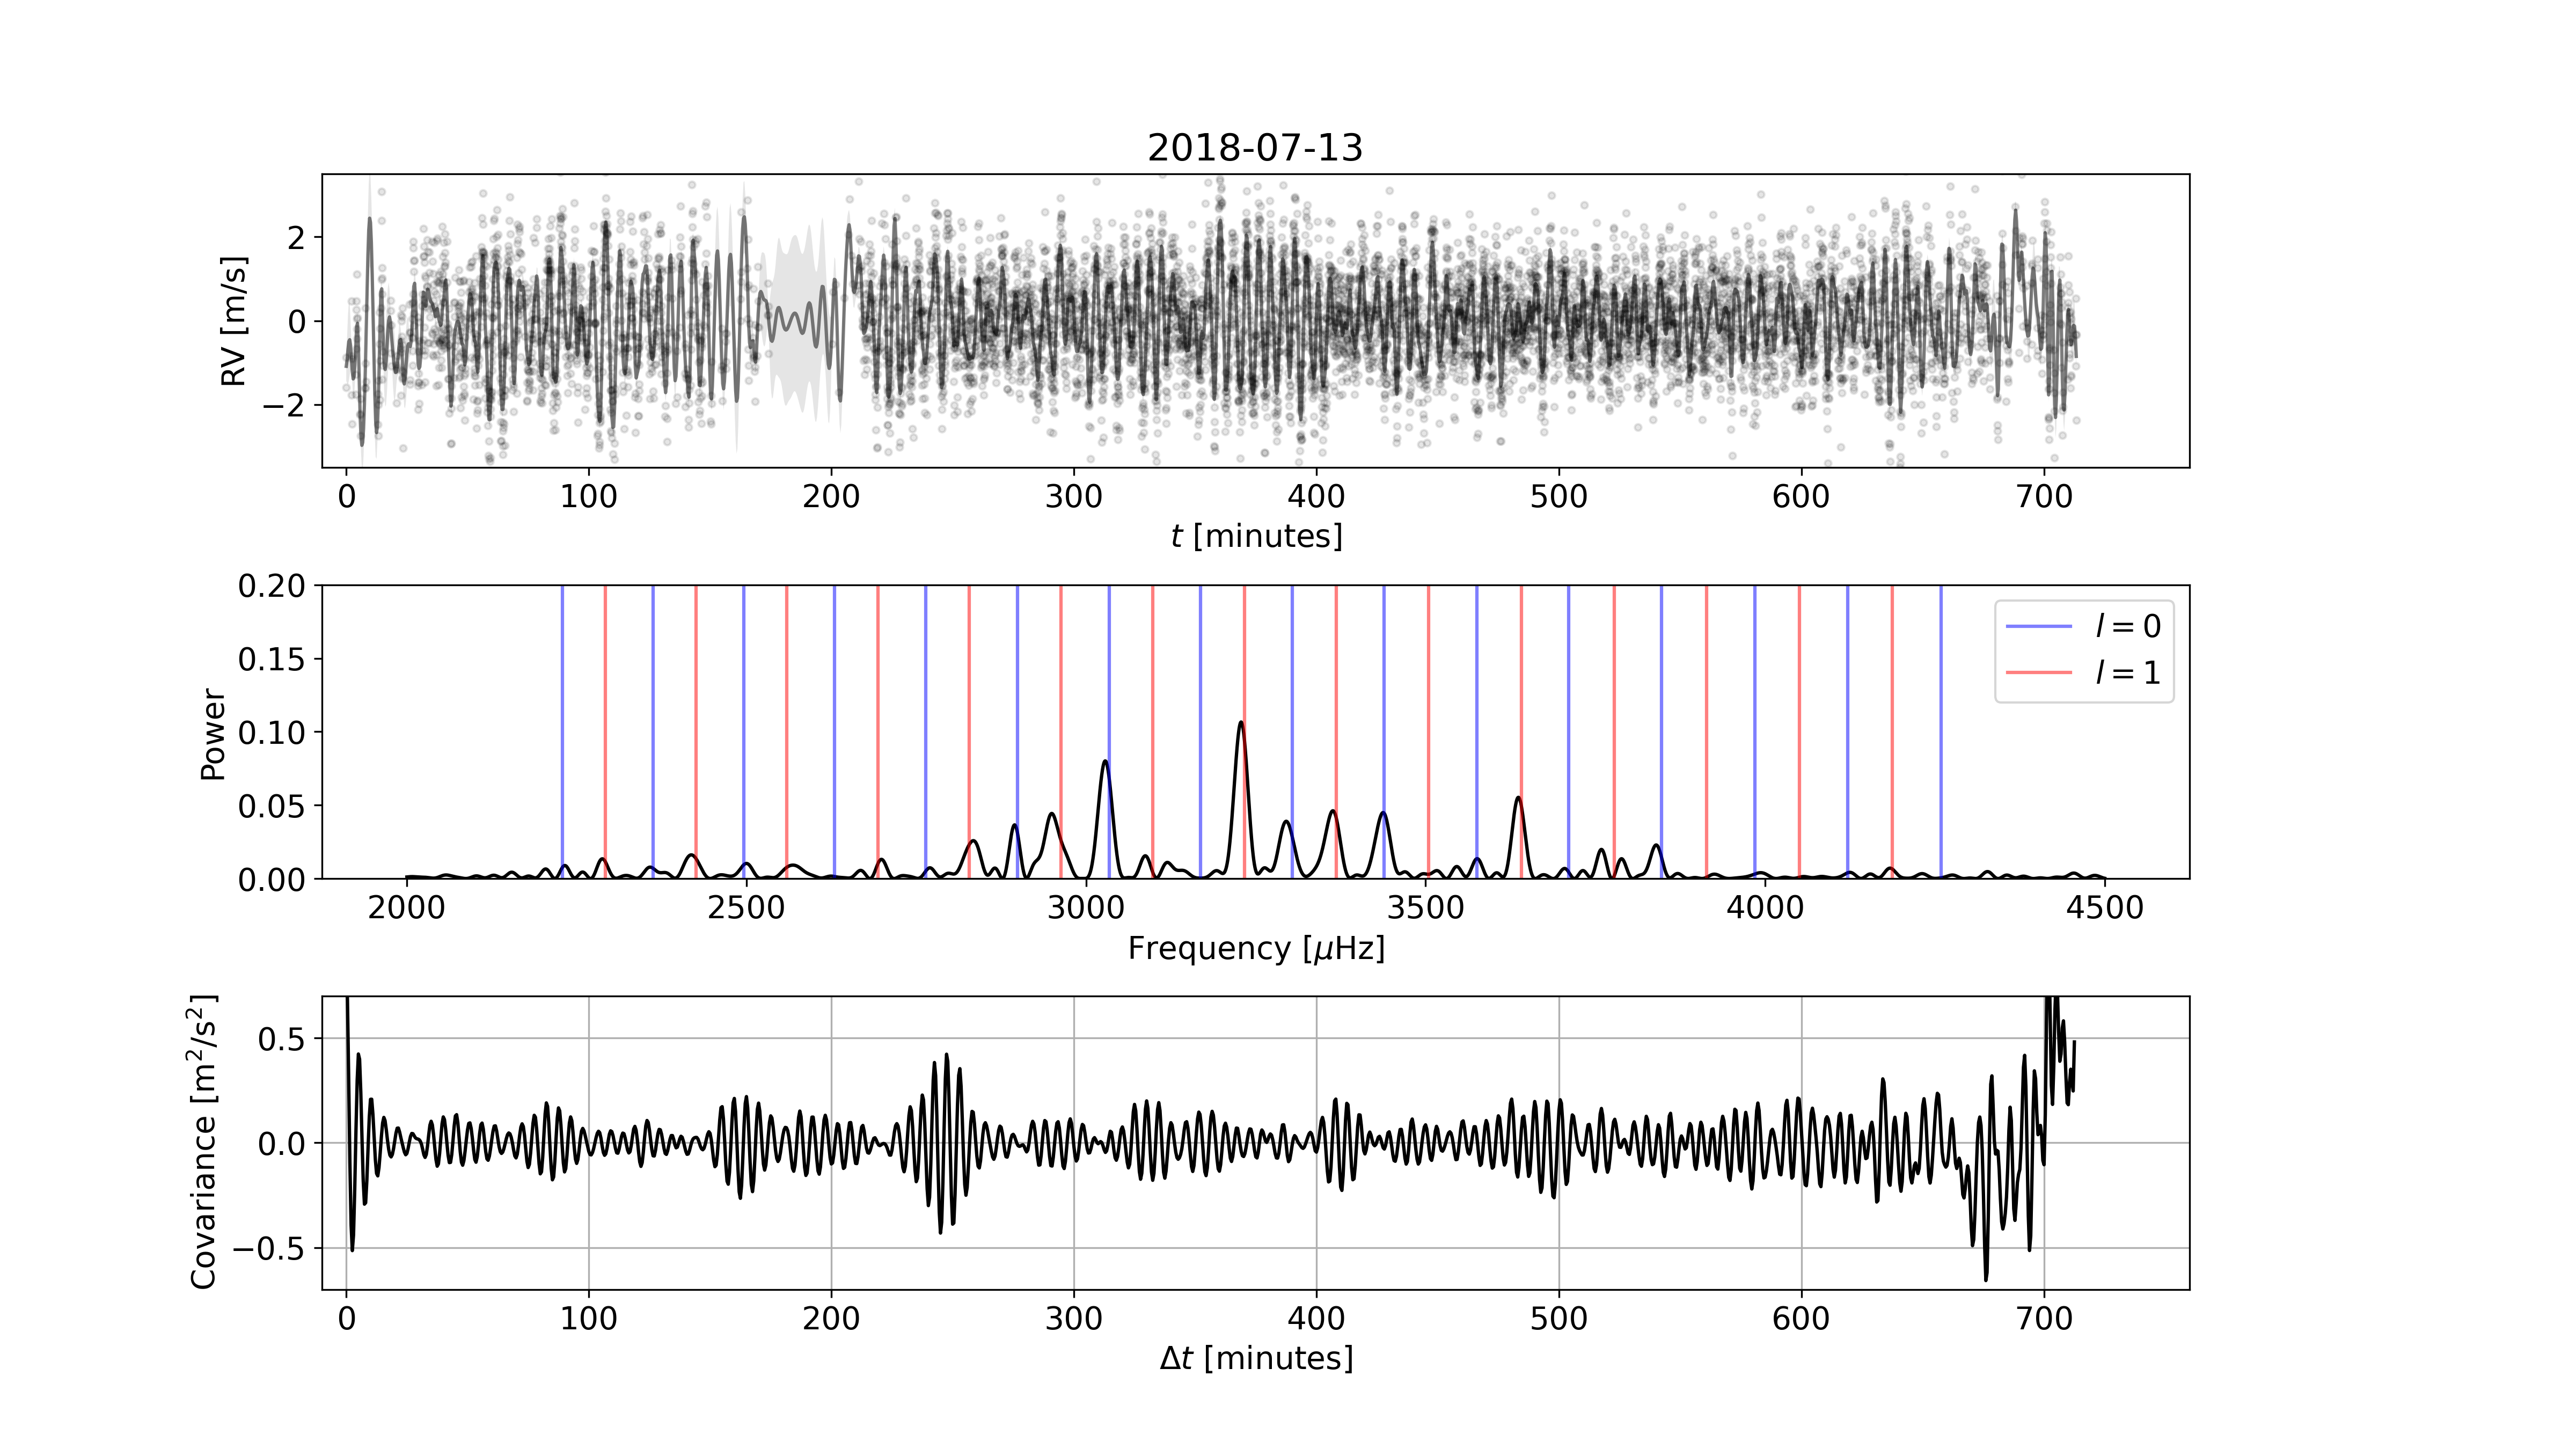 2018-07-13
RV [m/s]
2
0
−2
0 100 200 300 400 500 600 700
t [minutes]
Power
0.20
0.15
0.10
0.05
0.00
l = 0
l = 1
2000 2500 3000 3500 4000 4500
Frequency [μHz]
Covariance [m²/s²]
0.5
0.0
−0.5
0 100 200 300 400 500 600 700
Δt [minutes]